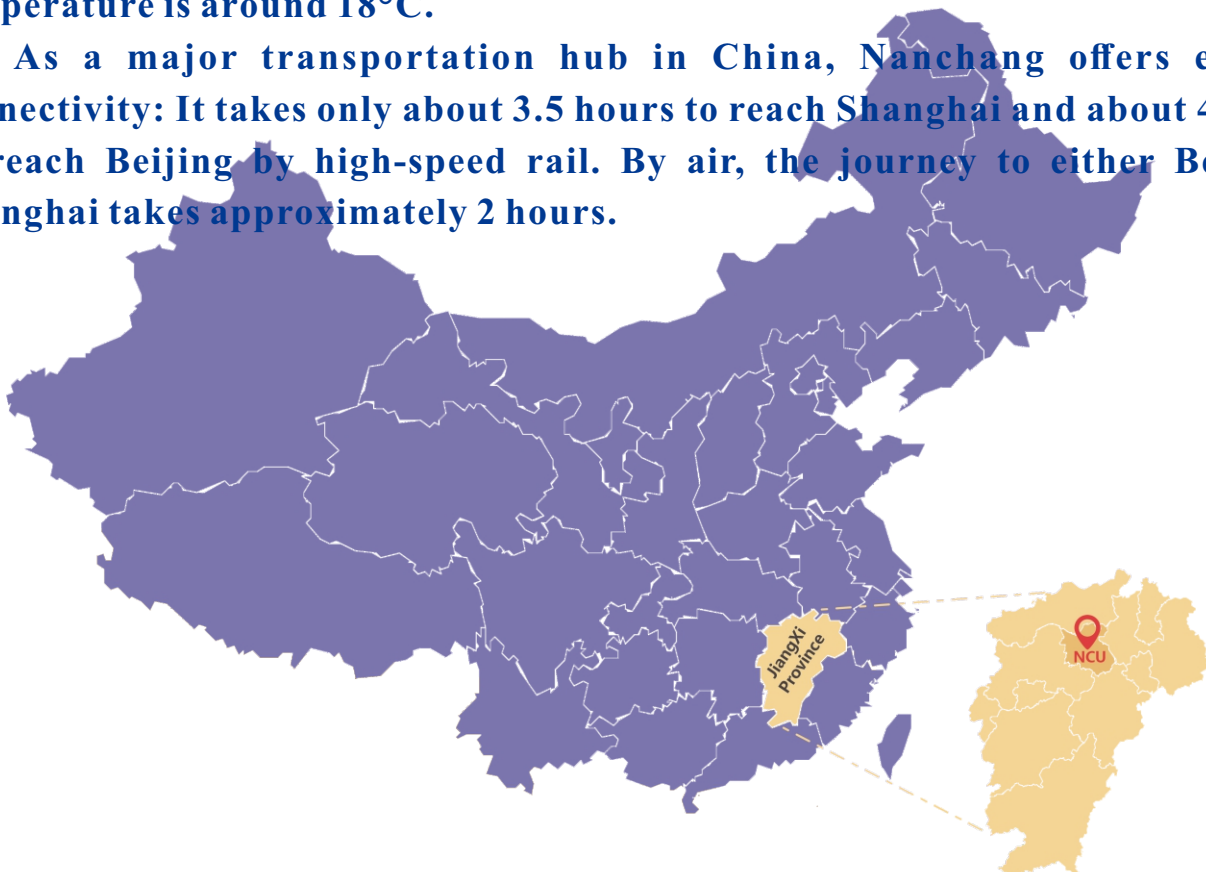 perature is around 18°C.
As a major transportation hub in China, Nanchang offers e
nectivity: It takes only about 3.5 hours to reach Shanghai and about 4
reach Beijing by high-speed rail. By air, the journey to either Be
nghai takes approximately 2 hours.
JiangXi
Province
NCU